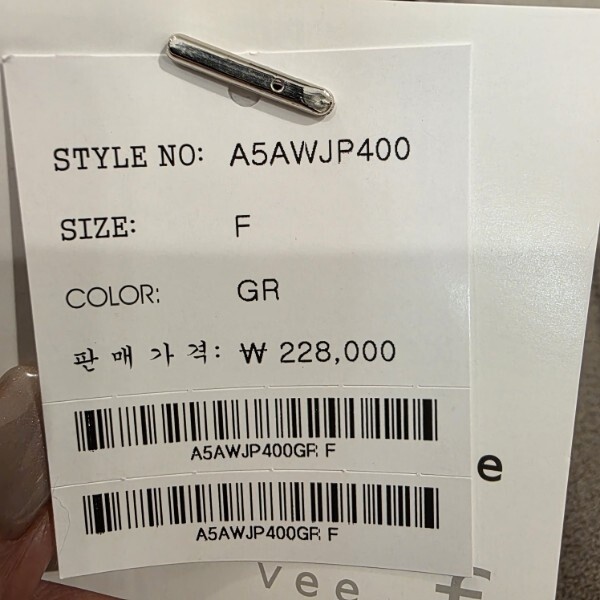 STYLE NO: A5AWJP400
SIZE: F
COLOR: GR
판매가격: ₩ 228,000
A5AWJP400GR F
A5AWJP400GR F
e
vee f